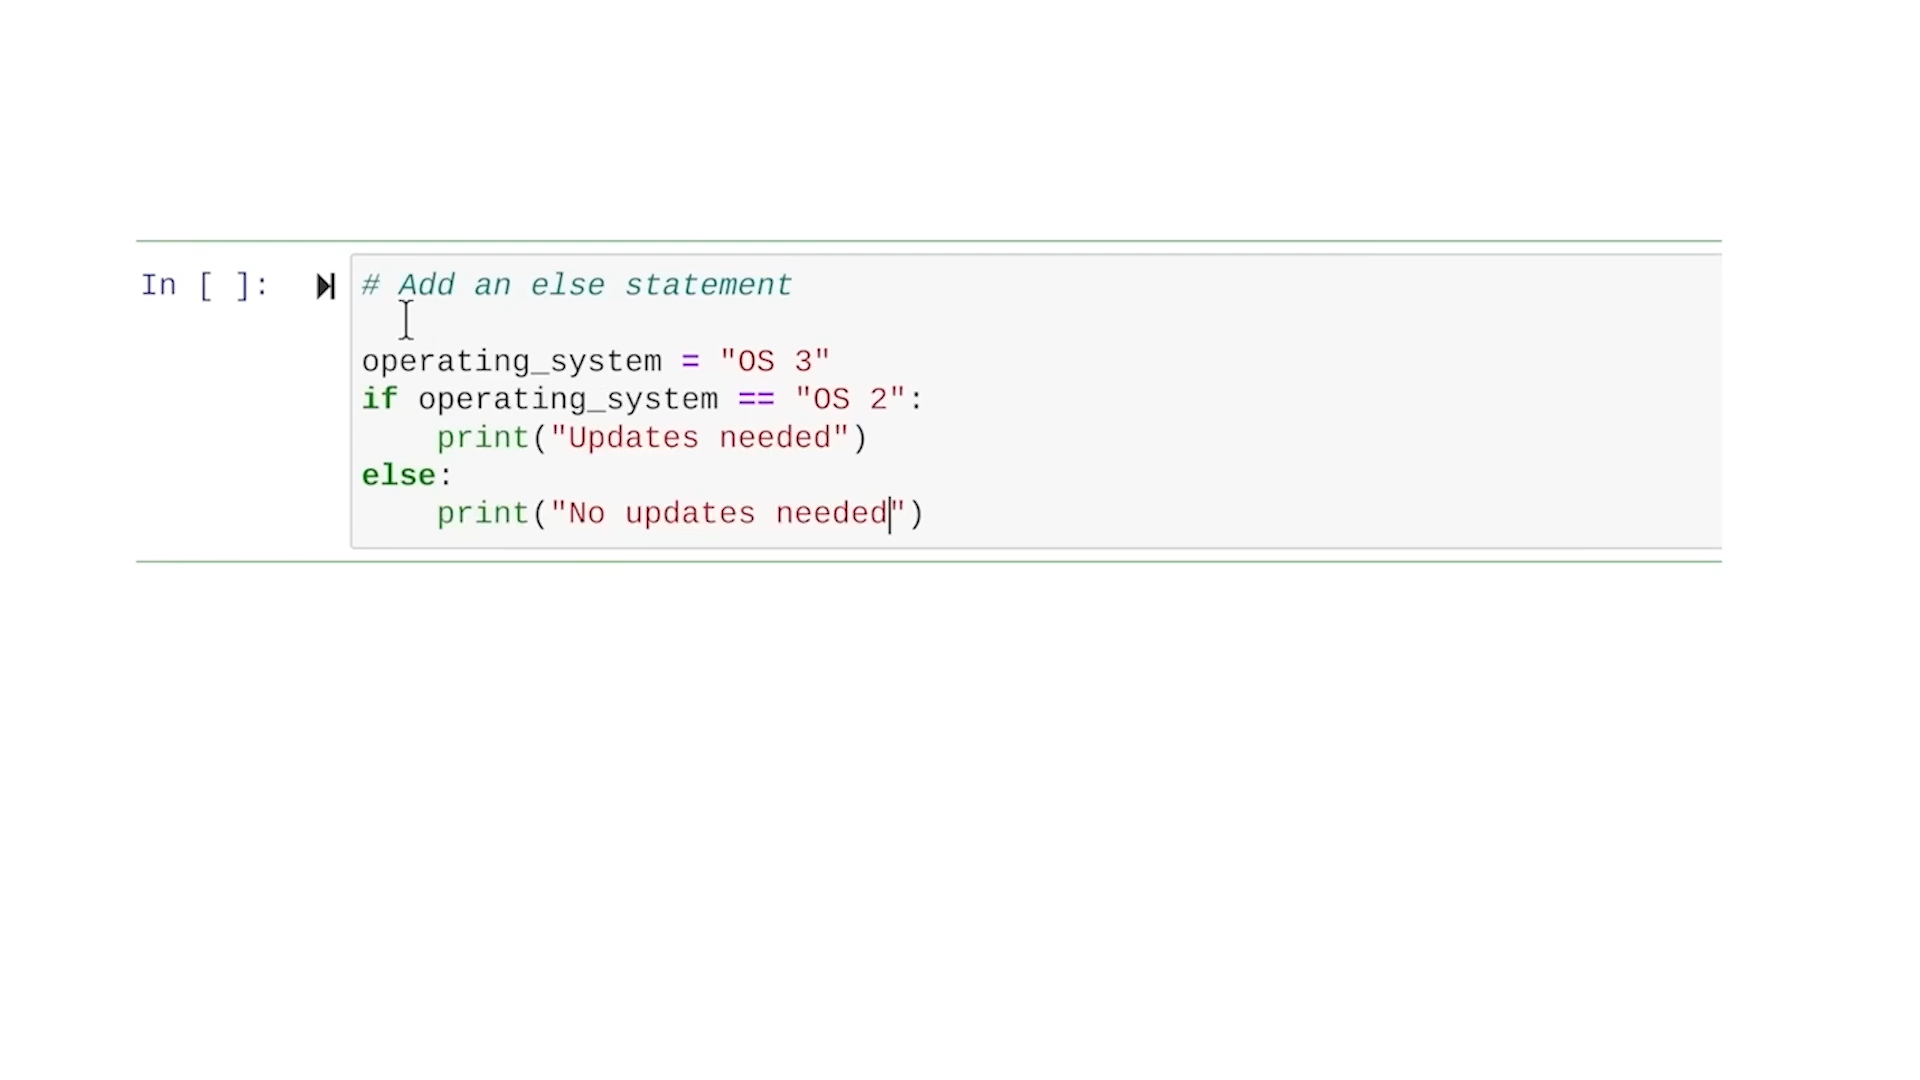 In [ ]:
# Add an else statement
operating_system = "OS 3"
if operating_system == "OS 2":
    print("Updates needed")
else:
    print("No updates needed")